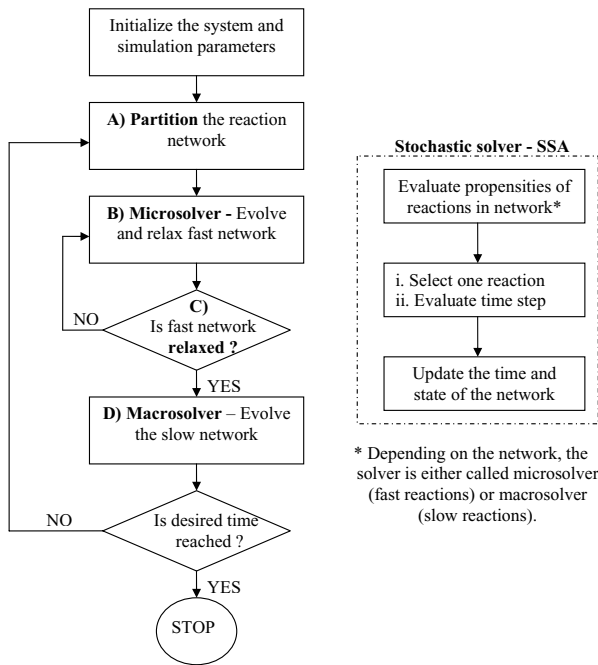 Initialize the system and
simulation parameters
A) Partition the reaction
network
B) Microsolver - Evolve
and relax fast network
C)
Is fast network
relaxed ?
NO
YES
D) Macrosolver – Evolve
the slow network
Is desired time
reached ?
NO
YES
STOP
Stochastic solver - SSA
Evaluate propensities of
reactions in network*
i. Select one reaction
ii. Evaluate time step
Update the time and
state of the network
* Depending on the network, the
solver is either called microsolver
(fast reactions) or macrosolver
(slow reactions).